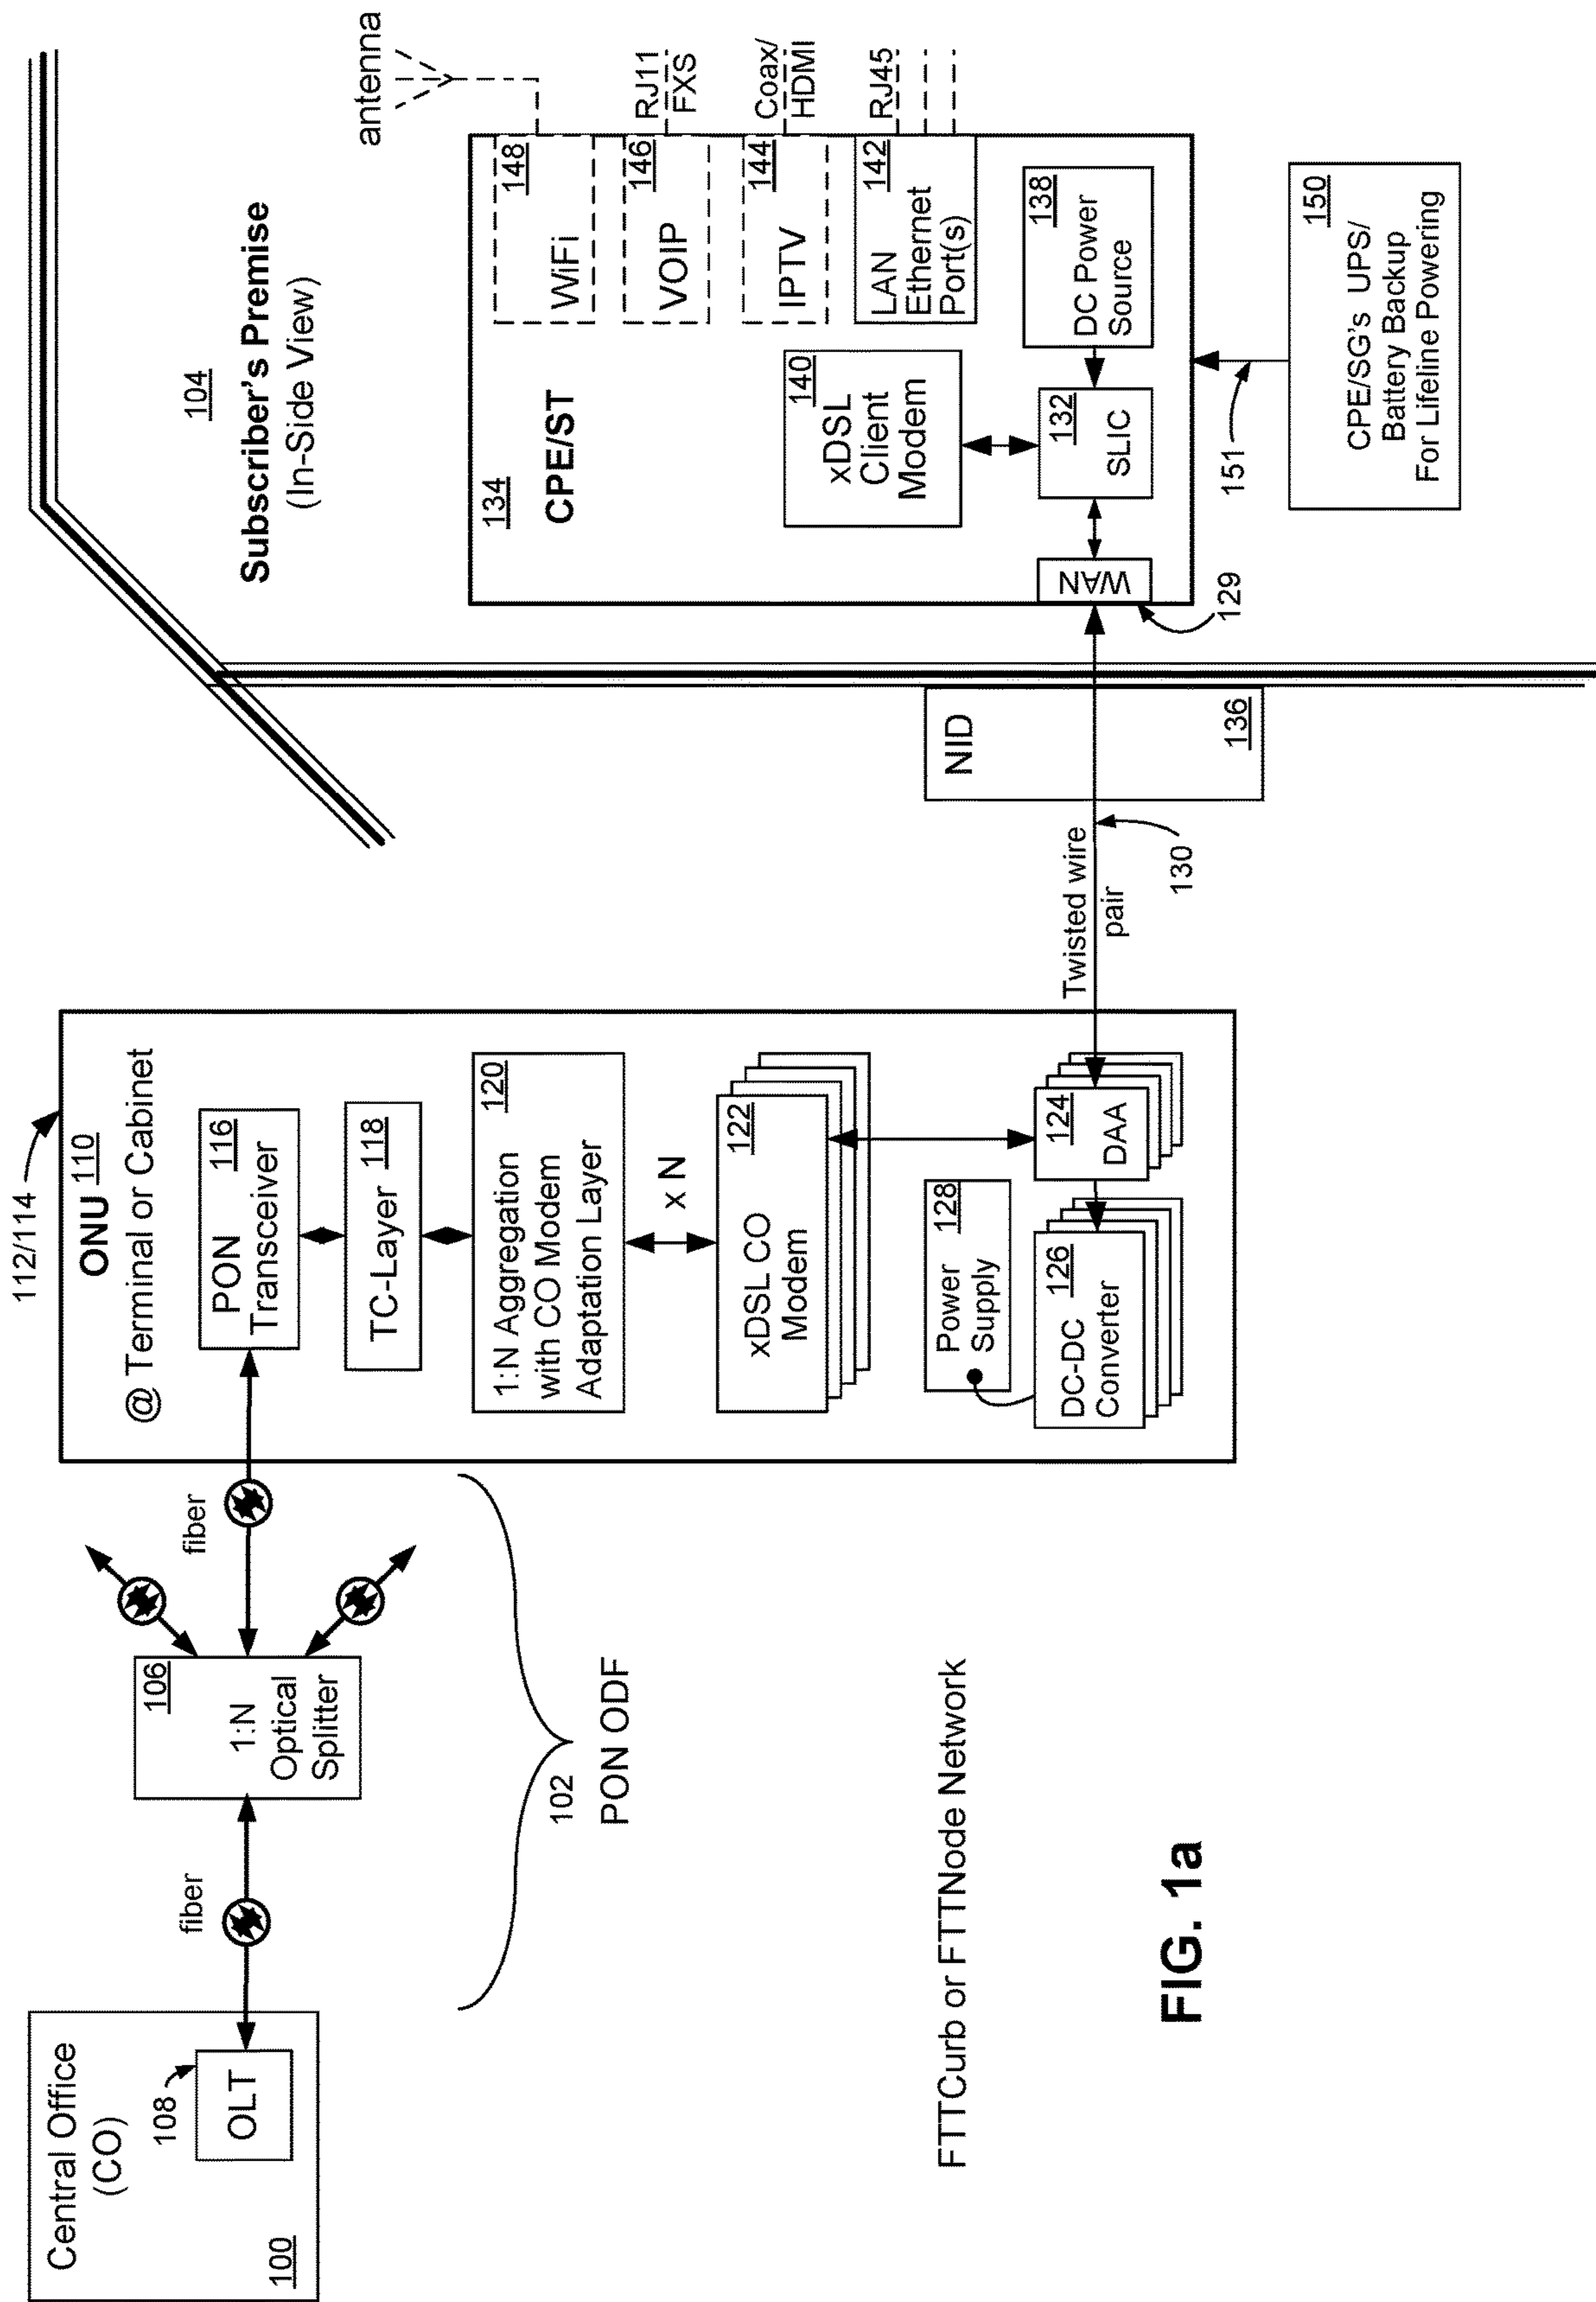 Central Office
(CO)
100
108
OLT
fiber
106
1:N
Optical
Splitter
fiber
102
PON ODF
112/114
ONU 110
@ Terminal or Cabinet
PON 116
Transceiver
TC-Layer 118
120
1:N Aggregation
with CO Modem
Adaptation Layer
x N
122
xDSL CO
Modem
Power 128
Supply
124
DAA
126
DC-DC
Converter
Twisted wire
pair
130
NID
136
104
Subscriber's Premise
(In-Side View)
134
CPE/ST
antenna
148
WiFi
RJ11
FXS
146
VOIP
Coax/
HDMI
144
IPTV
RJ45
142
LAN
Ethernet
Port(s)
140
xDSL
Client
Modem
138
DC Power
Source
132
SLIC
WAN
129
151
150
CPE/SG's UPS/
Battery Backup
For Lifeline Powering
FTTCurb or FTTNode Network
FIG. 1a